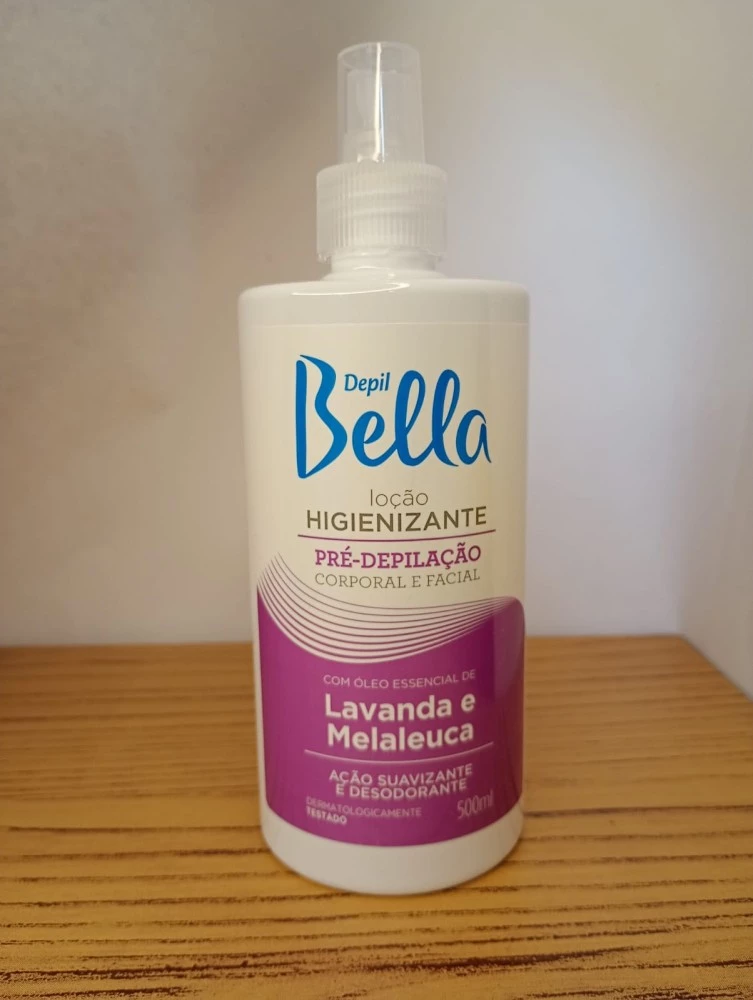 Depil
Bella
loção
HIGIENIZANTE
PRÉ-DEPILAÇÃO
CORPORAL E FACIAL
COM ÓLEO ESSENCIAL DE
Lavanda e
Melaleuca
AÇÃO SUAVIZANTE
E DESODORANTE
DERMATOLOGICAMENTE
TESTADO
500ml